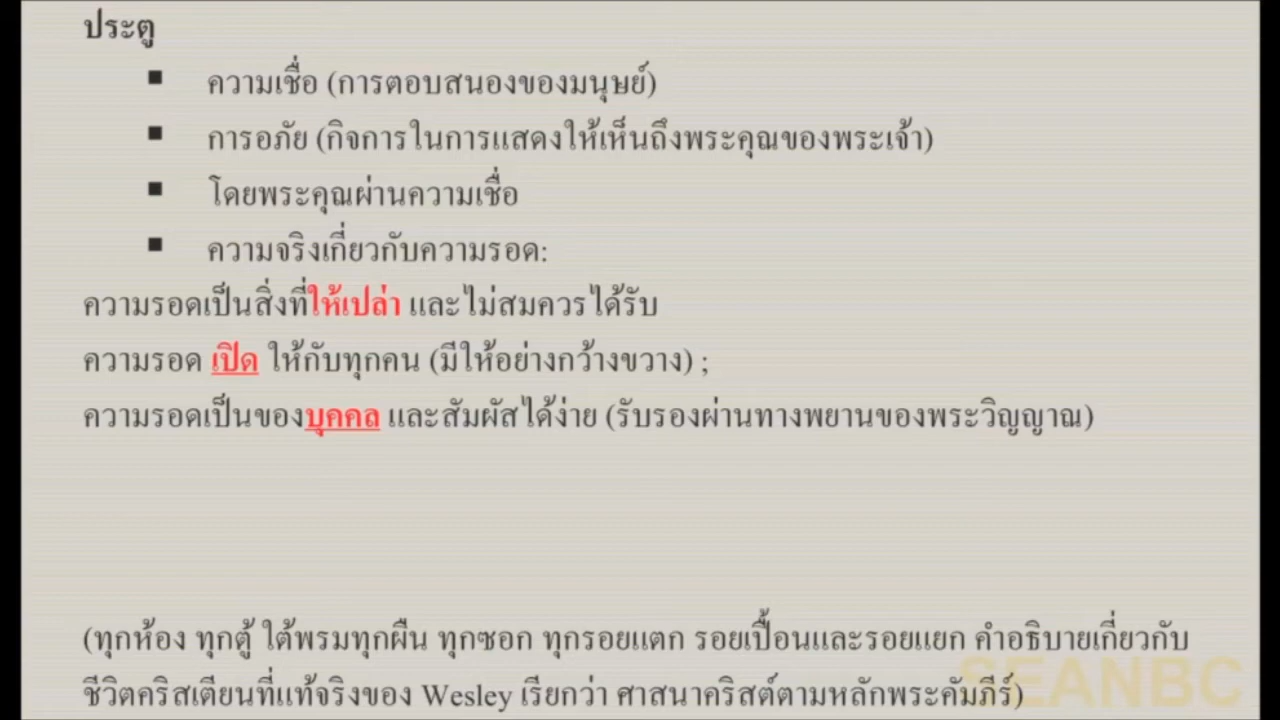 ประตู
▪ ความเชื่อ (การตอบสนองของมนุษย์)
▪ การอภัย (กิจการในการแสดงให้เห็นถึงพระคุณของพระเจ้า)
▪ โดยพระคุณผ่านความเชื่อ
▪ ความจริงเกี่ยวกับความรอด:
ความรอดเป็นสิ่งที่ให้เปล่า และไม่สมควรได้รับ
ความรอด เปิด ให้กับทุกคน (มีให้อย่างกว้างขวาง) ;
ความรอดเป็นของบุคคล และสัมผัสได้ง่าย (รับรองผ่านทางพยานของพระวิญญาณ)
(ทุกห้อง ทุกตู้ ใต้พรมทุกผืน ทุกซอก ทุกรอยแตก รอยเปื้อนและรอยแยก คำอธิบายเกี่ยวกับ
ชีวิตคริสเตียนที่แท้จริงของ Wesley เรียกว่า ศาสนาคริสต์ตามหลักพระคัมภีร์)
SEANBC